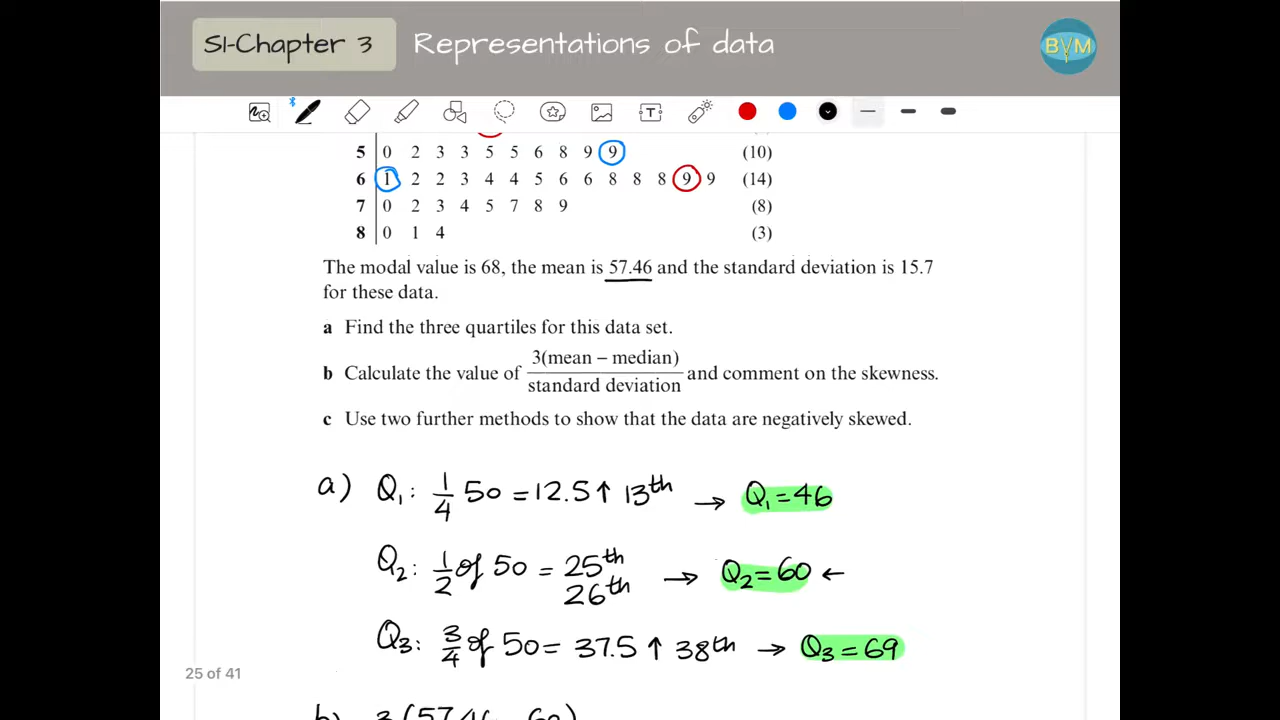 S1-Chapter 3 Representations of data BVM
T
5 0 2 3 3 5 5 6 8 9 9 (10)
6 1 2 2 3 4 4 5 6 6 8 8 8 9 9 (14)
7 0 2 3 4 5 7 8 9 (8)
8 0 1 4 (3)
The modal value is 68, the mean is 57.46 and the standard deviation is 15.7
for these data.
a Find the three quartiles for this data set.
b Calculate the value of 3(mean − median) / standard deviation and comment on the skewness.
c Use two further methods to show that the data are negatively skewed.
a) Q₁: 1/4 50 = 12.5 ↑ 13th → Q₁ = 46
Q₂: 1/2 of 50 = 25th
26th → Q₂ = 60 ←
Q₃: 3/4 of 50 = 37.5 ↑ 38th → Q₃ = 69
25 of 41
b) 3(57.46 - 60)